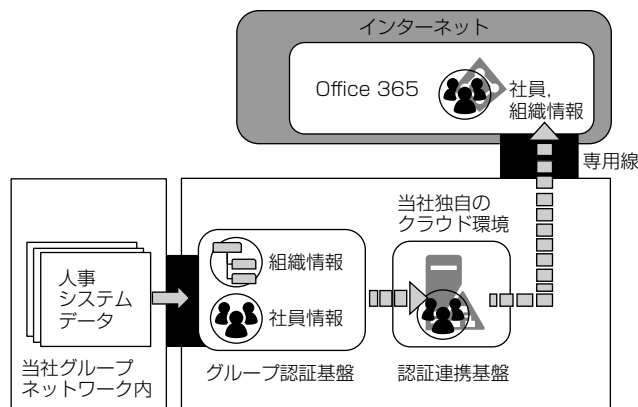 インターネット
Office 365
社員,
組織情報
専用線
当社独自の
クラウド環境
人事
システム
データ
組織情報
社員情報
当社グループ
ネットワーク内
グループ認証基盤
認証連携基盤